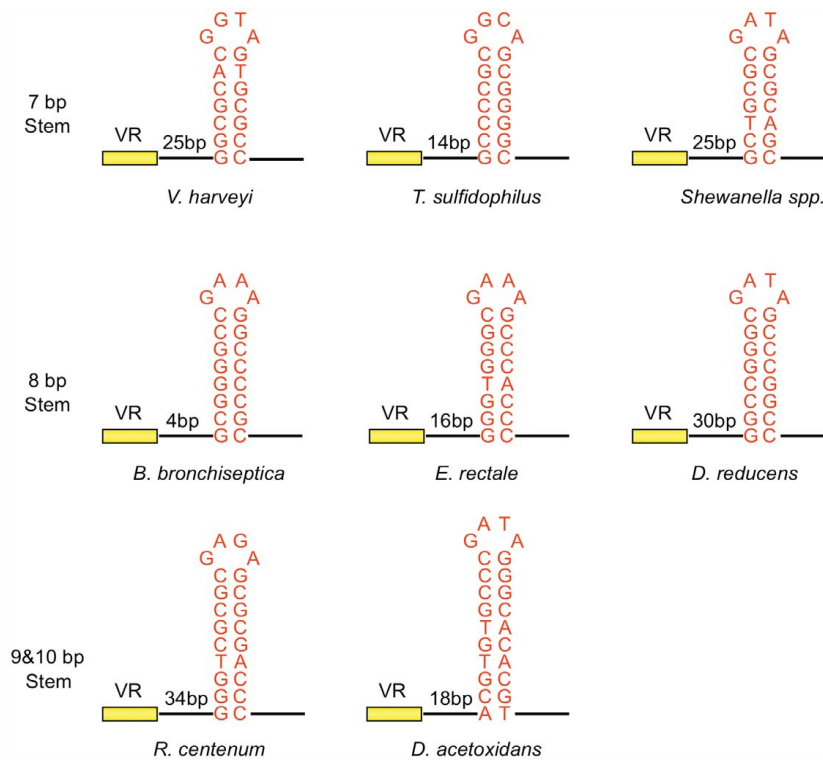 7 bp
Stem
VR
25bp
G T
G A
C G
A T
C G
G C
C G
G C
G C
V. harveyi
VR
14bp
G C
G A
C G
G C
C G
C G
C G
C G
G C
T. sulfidophilus
VR
25bp
A T
G A
C G
G C
C G
G C
T A
C G
G C
Shewanella spp.
8 bp
Stem
VR
4bp
A A
G A
C G
C G
G C
G C
G C
G C
C G
G C
B. bronchiseptica
VR
16bp
A A
G A
C G
G C
G C
G C
T A
G C
G C
G C
E. rectale
VR
30bp
A T
G A
C G
G C
G C
G C
C G
C G
G C
G C
D. reducens
9&10 bp
Stem
VR
34bp
A G
G A
C G
G C
C G
G C
C G
T A
G C
G C
G C
R. centenum
VR
18bp
A T
G A
C G
C G
C G
G C
T A
G C
T A
G C
C G
A T
D. acetoxidans